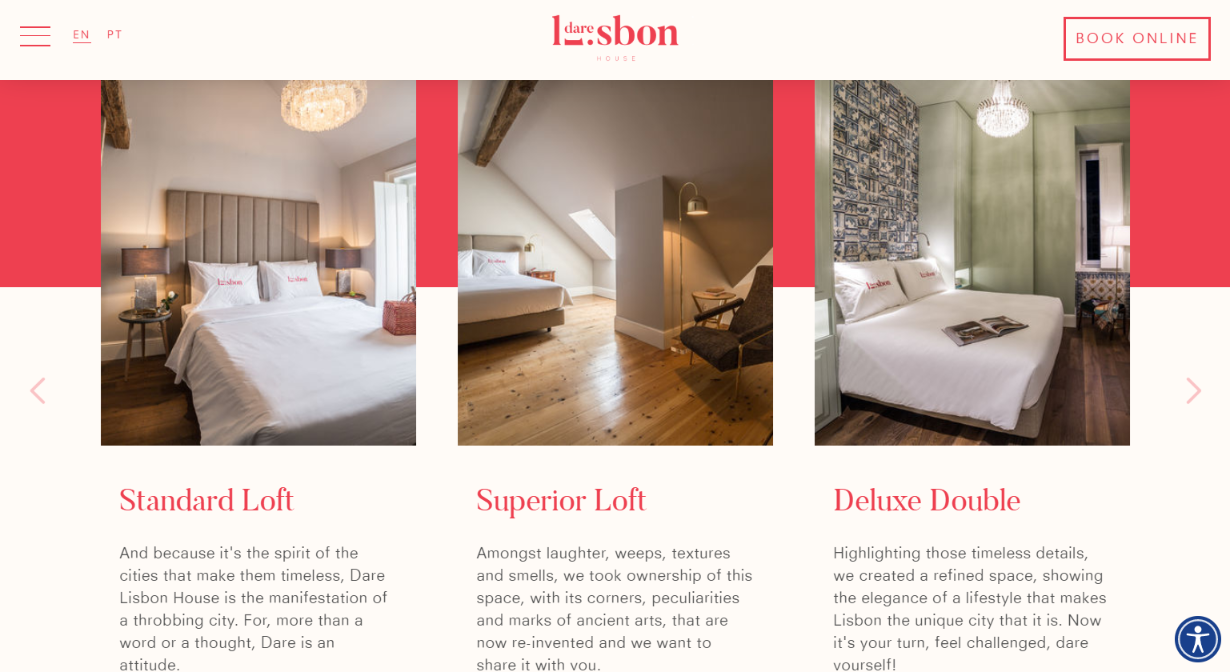 EN PT
dare
lisbon
HOUSE
BOOK ONLINE
Standard Loft
And because it's the spirit of the
cities that make them timeless, Dare
Lisbon House is the manifestation of
a throbbing city. For, more than a
word or a thought, Dare is an
attitude.
Superior Loft
Amongst laughter, weeps, textures
and smells, we took ownership of this
space, with its corners, peculiarities
and marks of ancient arts, that are
now re-invented and we want to
share it with you.
Deluxe Double
Highlighting those timeless details,
we created a refined space, showing
the elegance of a lifestyle that makes
Lisbon the unique city that it is. Now
it's your turn, feel challenged, dare
yourself!